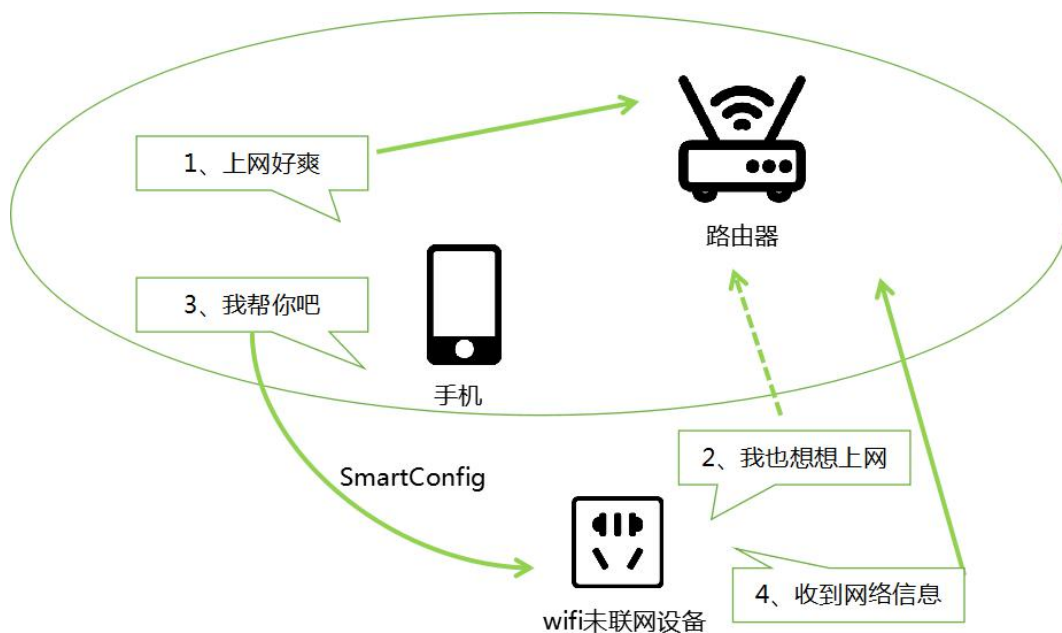 1、上网好爽
路由器
3、我帮你吧
手机
2、我也想想上网
SmartConfig
4、收到网络信息
wifi未联网设备